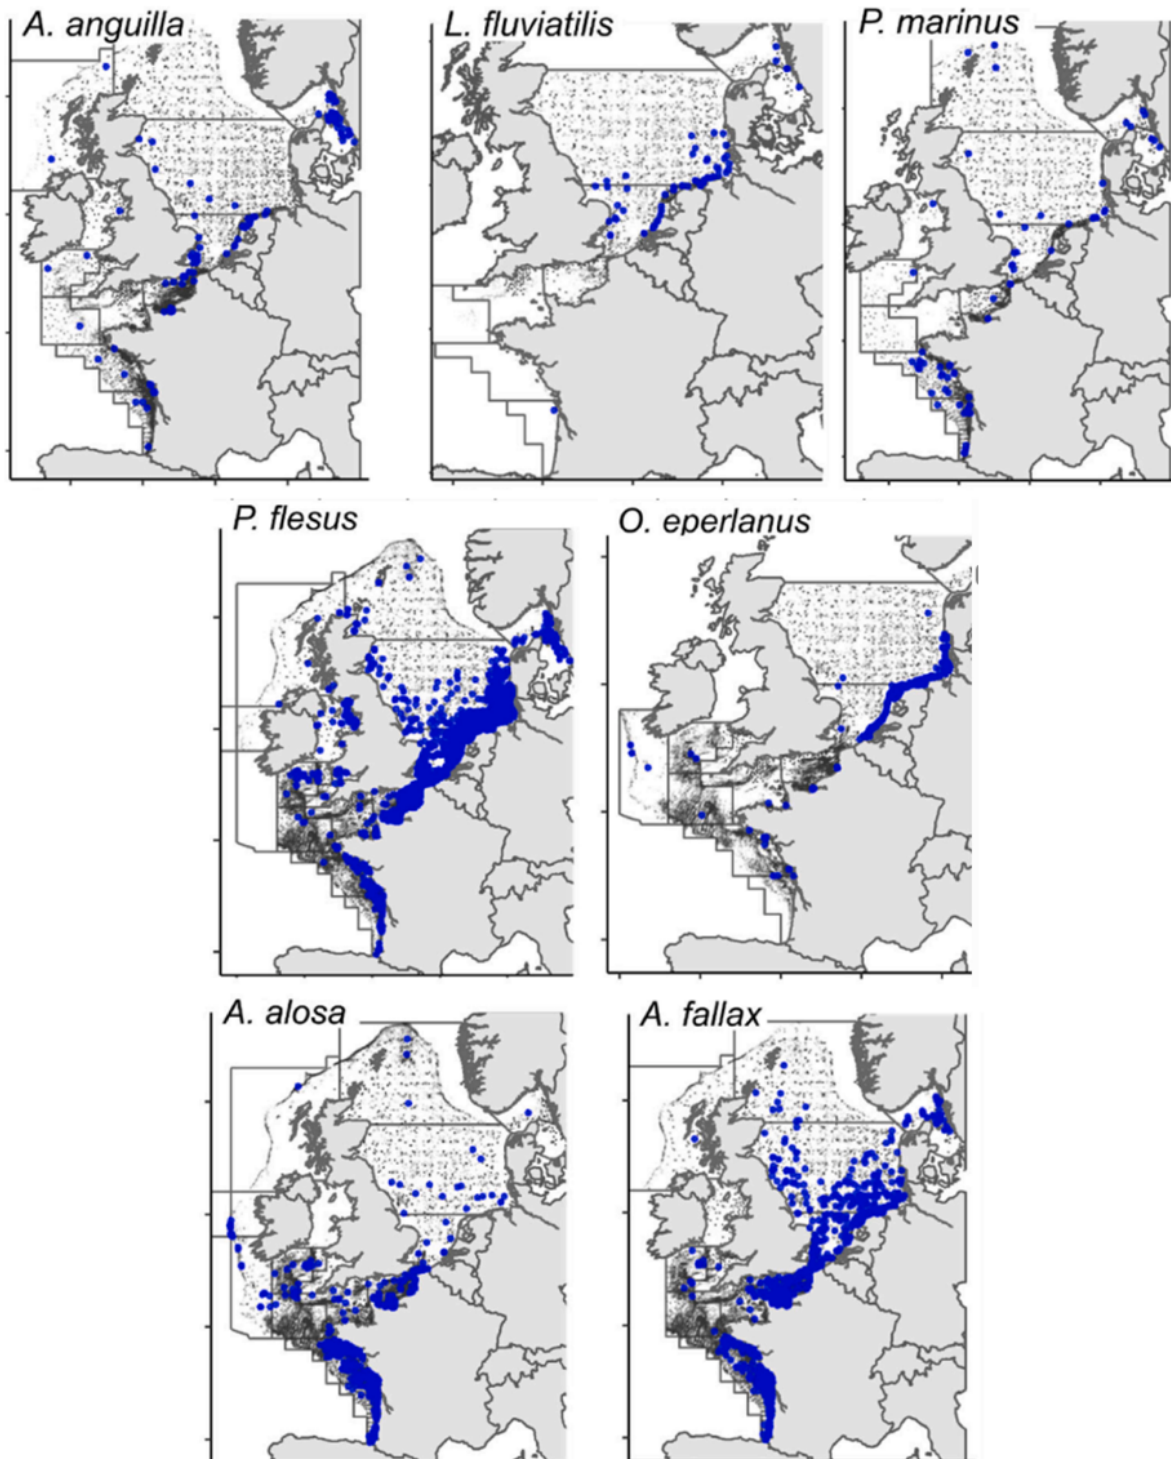 A. anguilla
L. fluviatilis
P. marinus
P. flesus
O. eperlanus
A. alosa
A. fallax